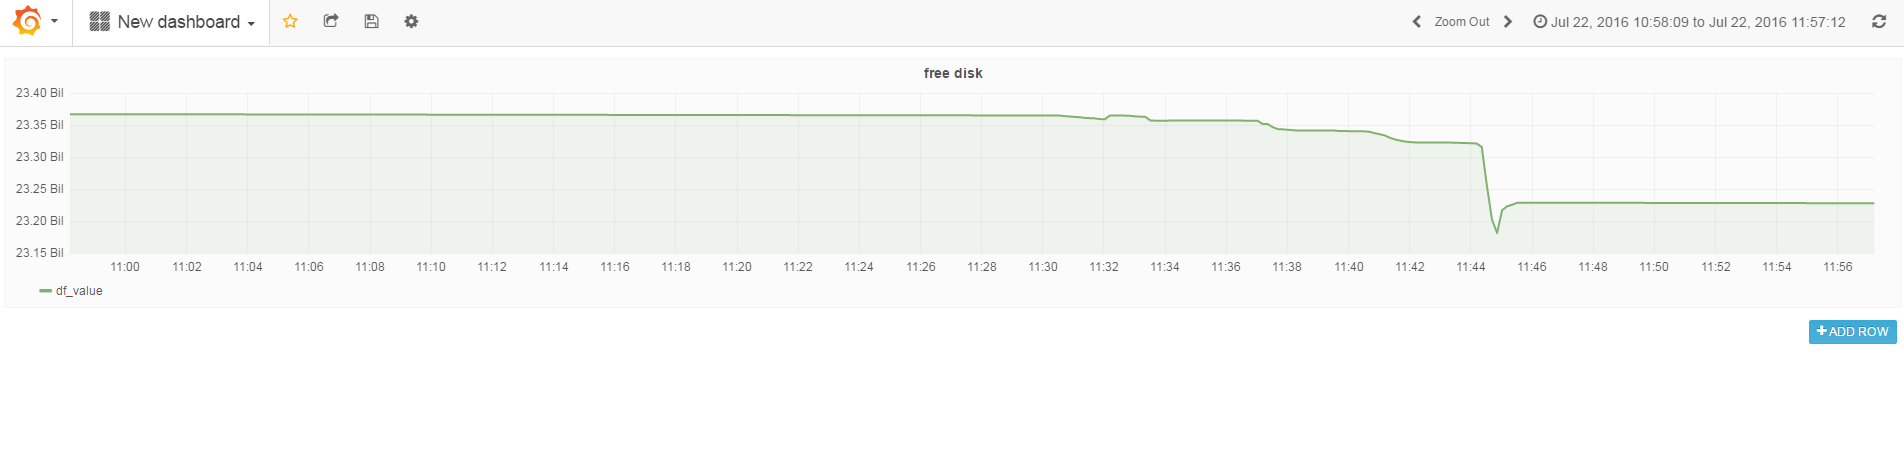 New dashboard
Zoom Out
Jul 22, 2016 10:58:09 to Jul 22, 2016 11:57:12
free disk
23.40 Bil
23.35 Bil
23.30 Bil
23.25 Bil
23.20 Bil
23.15 Bil
11:00 11:02 11:04 11:06 11:08 11:10 11:12 11:14 11:16 11:18 11:20 11:22 11:24 11:26 11:28 11:30 11:32 11:34 11:36 11:38 11:40 11:42 11:44 11:46 11:48 11:50 11:52 11:54 11:56
df_value
ADD ROW